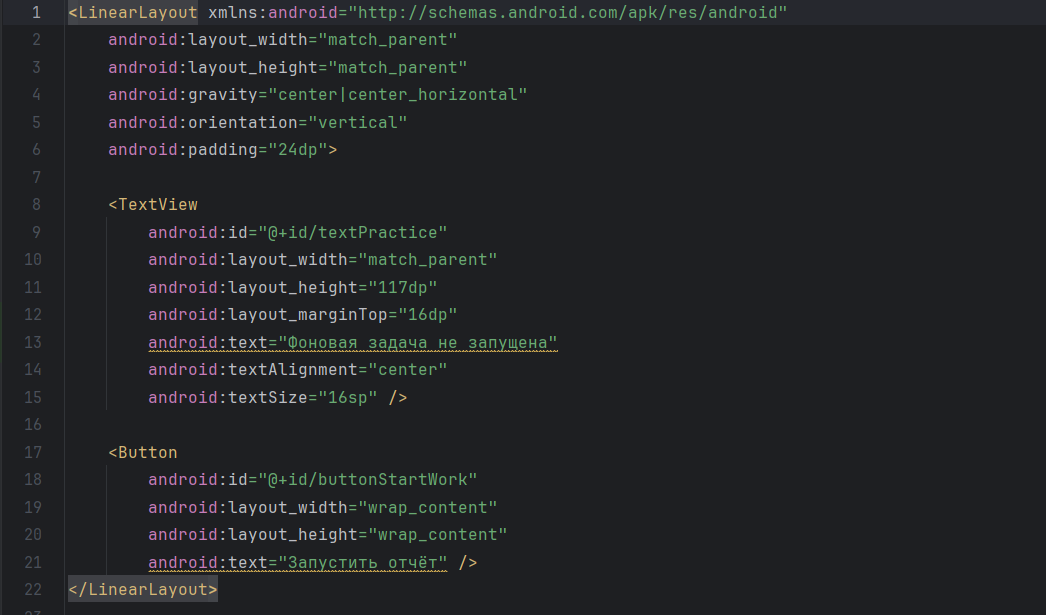 1 <LinearLayout xmlns:android="http://schemas.android.com/apk/res/android"
2     android:layout_width="match_parent"
3     android:layout_height="match_parent"
4     android:gravity="center|center_horizontal"
5     android:orientation="vertical"
6     android:padding="24dp">
7
8     <TextView
9         android:id="@+id/textPractice"
10         android:layout_width="match_parent"
11         android:layout_height="117dp"
12         android:layout_marginTop="16dp"
13         android:text="Фоновая задача не запущена"
14         android:textAlignment="center"
15         android:textSize="16sp" />
16
17     <Button
18         android:id="@+id/buttonStartWork"
19         android:layout_width="wrap_content"
20         android:layout_height="wrap_content"
21         android:text="Запустить отчёт" />
22 </LinearLayout>
23